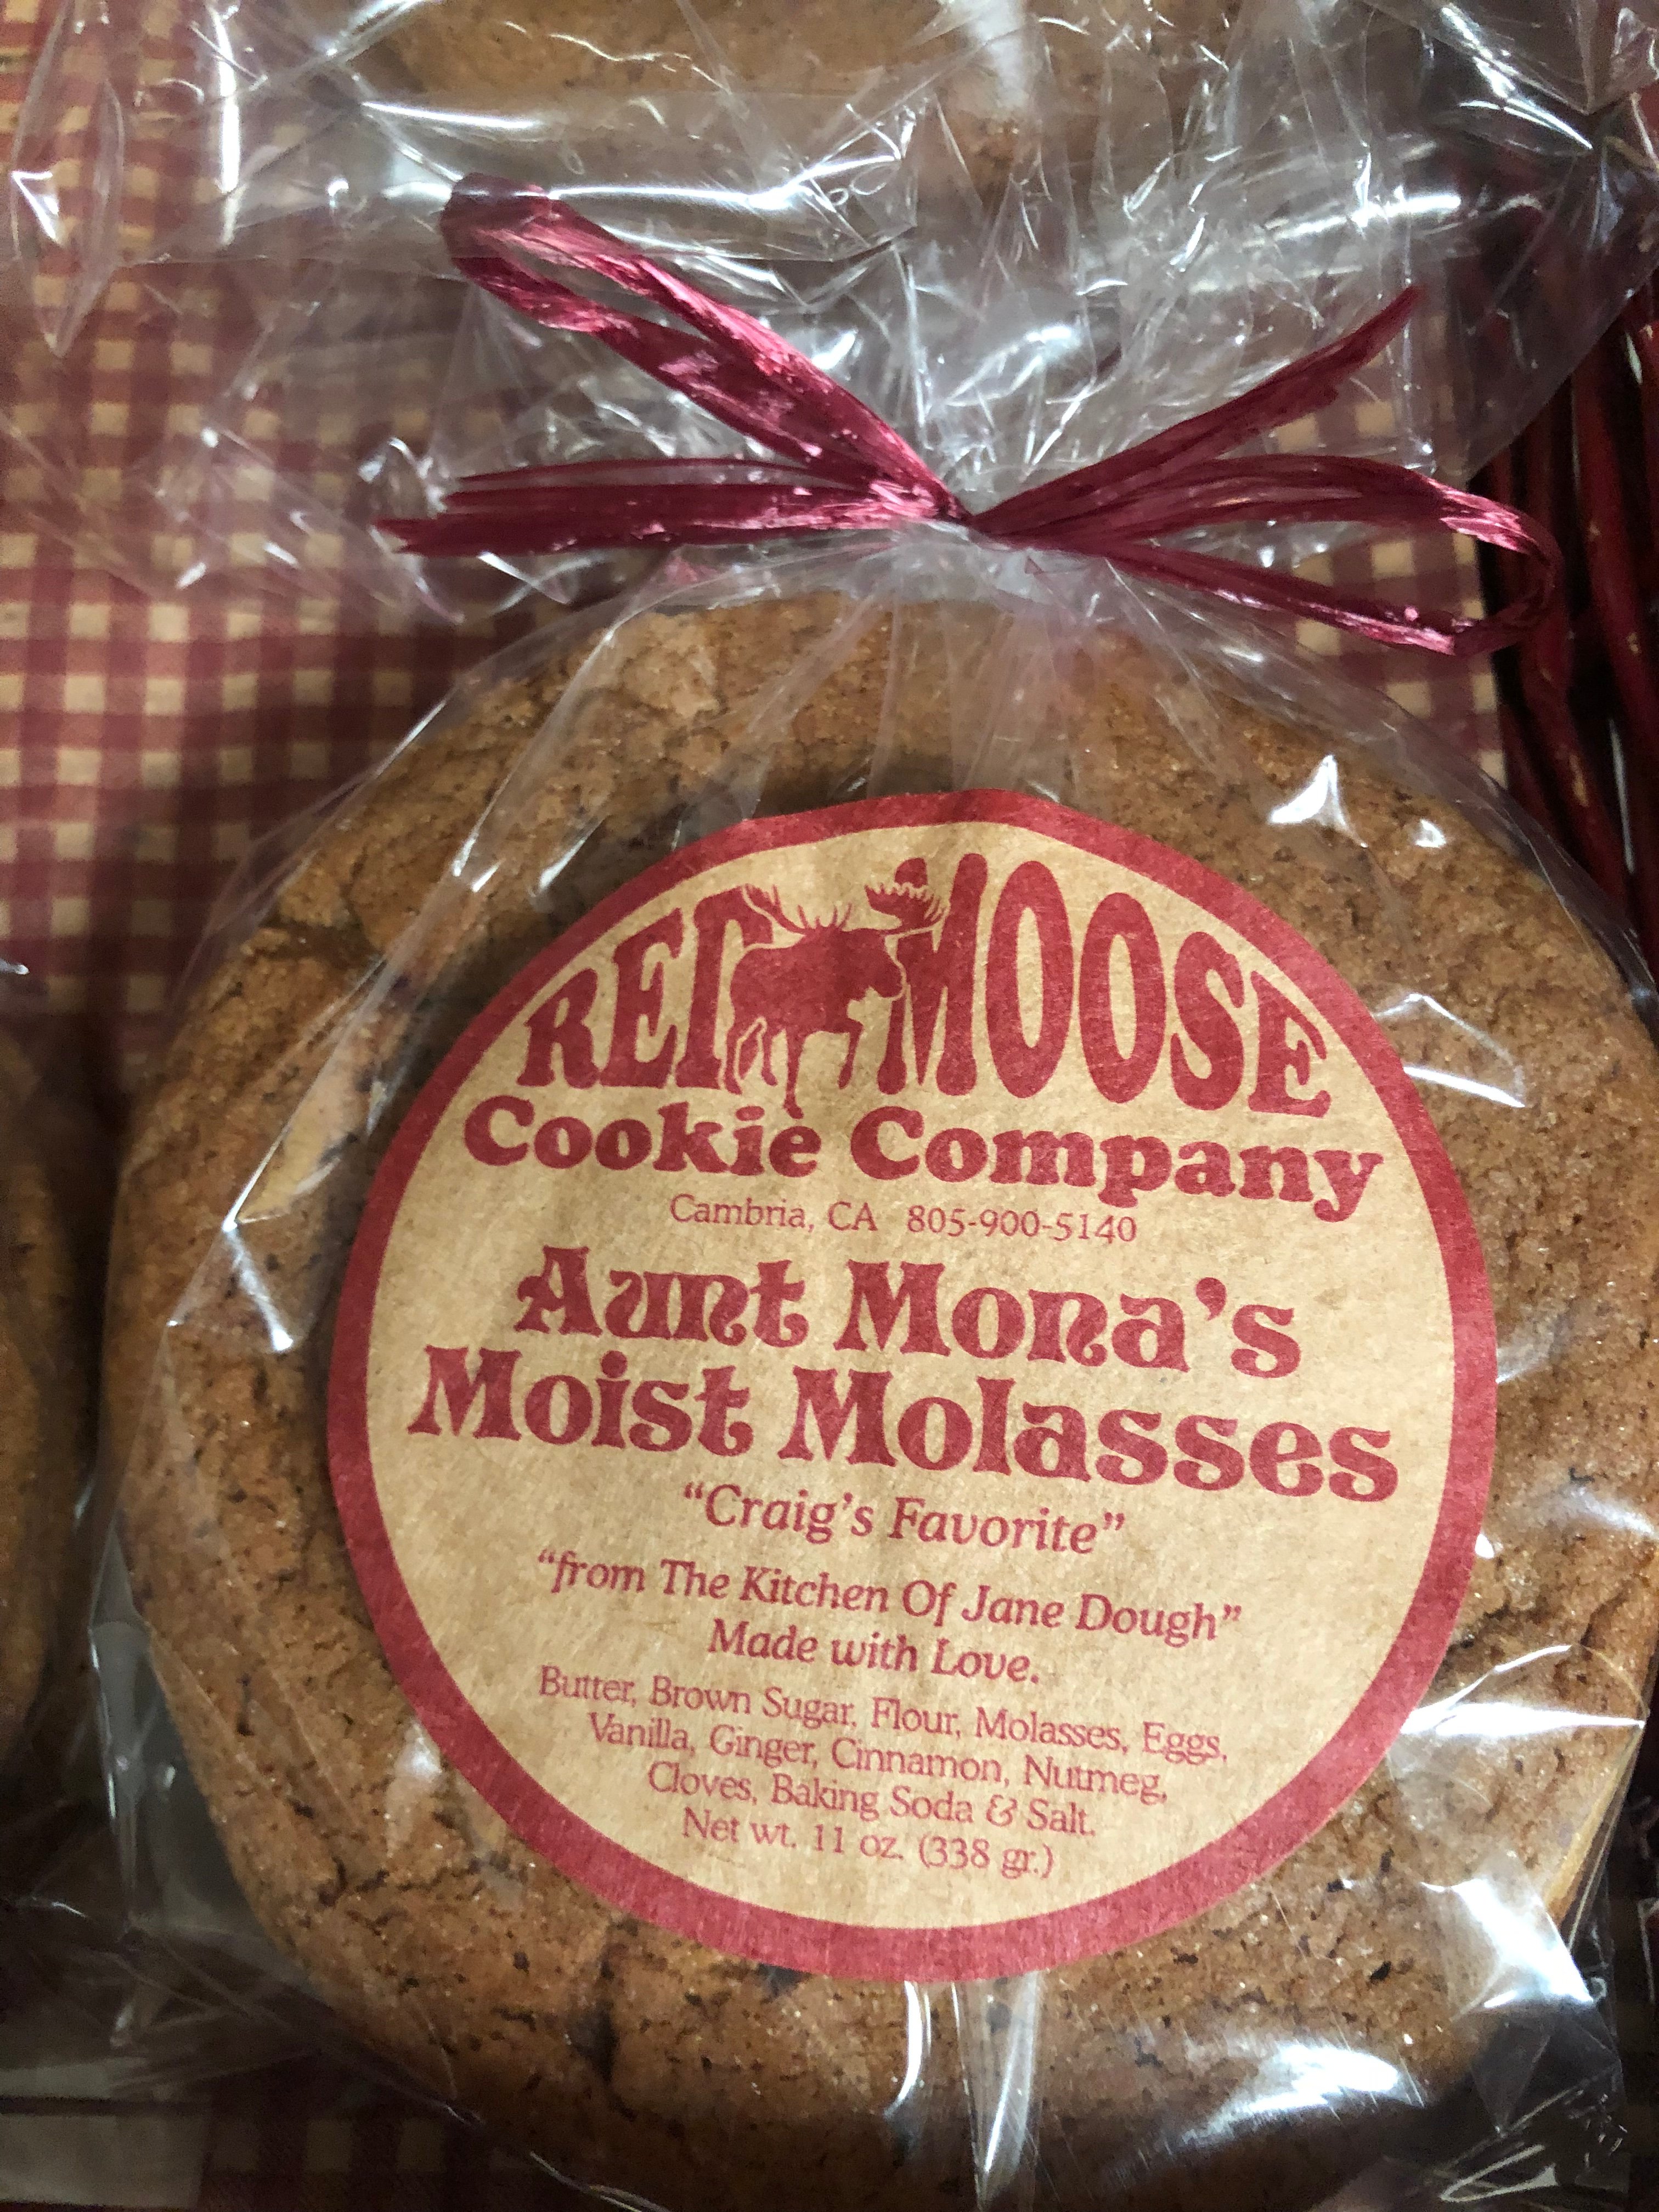 RED MOOSE
Cookie Company
Cambria, CA 805-900-5140
Aunt Mona's
Moist Molasses
"Craig's Favorite"
"from The Kitchen Of Jane Dough"
Made with Love.
Butter, Brown Sugar, Flour, Molasses, Eggs,
Vanilla, Ginger, Cinnamon, Nutmeg,
Cloves, Baking Soda & Salt.
Net wt. 11 oz. (338 gr.)